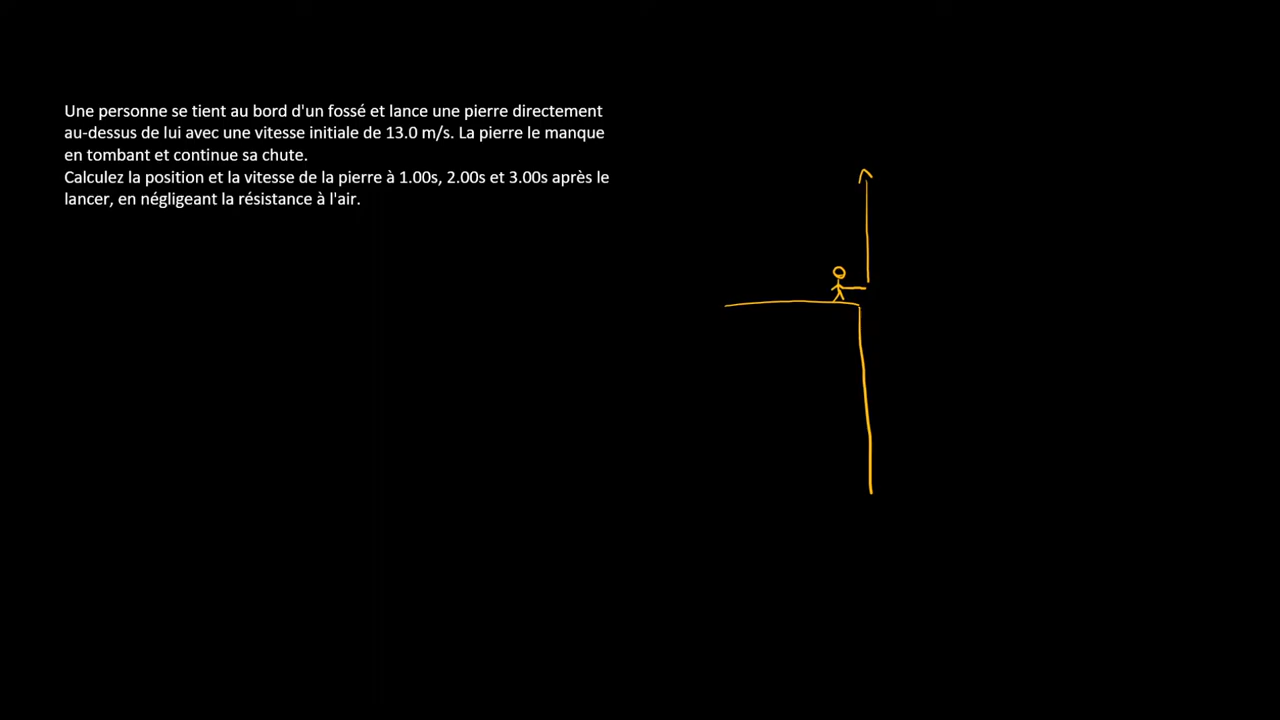 Une personne se tient au bord d'un fossé et lance une pierre directement
au-dessus de lui avec une vitesse initiale de 13.0 m/s. La pierre le manque
en tombant et continue sa chute.
Calculez la position et la vitesse de la pierre à 1.00s, 2.00s et 3.00s après le
lancer, en négligeant la résistance à l'air.